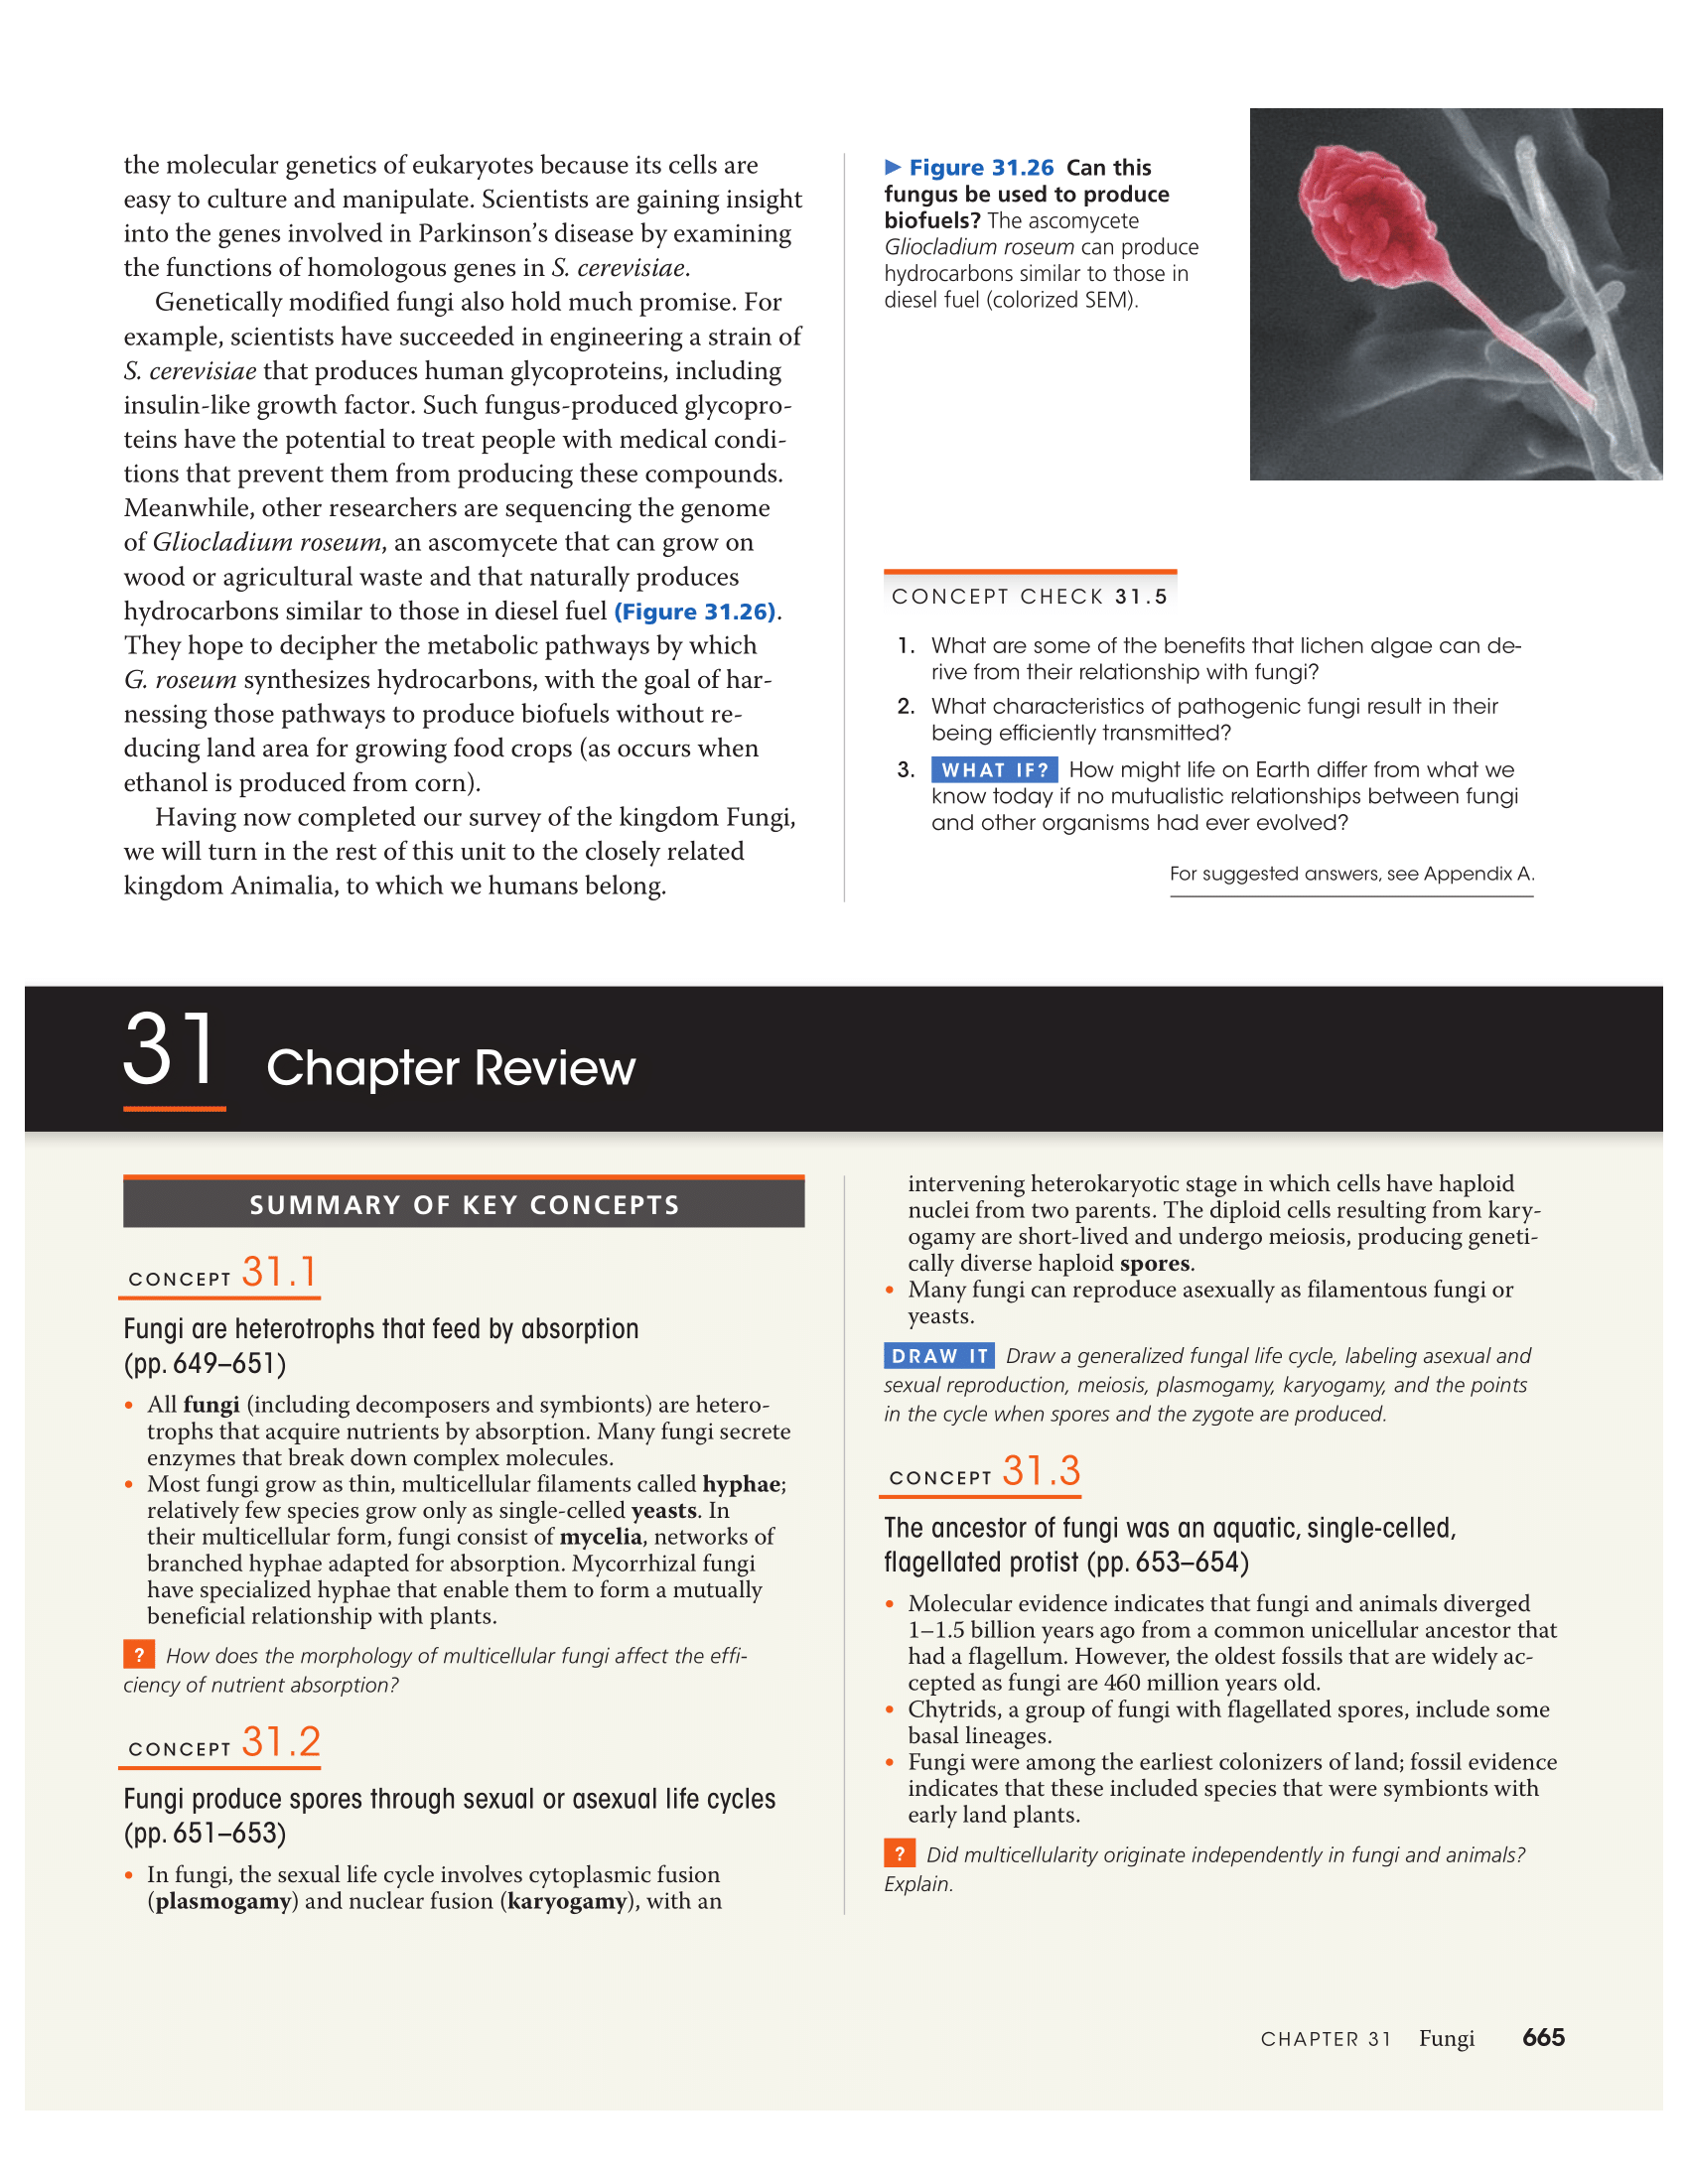 the molecular genetics of eukaryotes because its cells are
easy to culture and manipulate. Scientists are gaining insight
into the genes involved in Parkinson’s disease by examining
the functions of homologous genes in S. cerevisiae.
Genetically modified fungi also hold much promise. For
example, scientists have succeeded in engineering a strain of
S. cerevisiae that produces human glycoproteins, including
insulin-like growth factor. Such fungus-produced glycopro-
teins have the potential to treat people with medical condi-
tions that prevent them from producing these compounds.
Meanwhile, other researchers are sequencing the genome
of Gliocladium roseum, an ascomycete that can grow on
wood or agricultural waste and that naturally produces
hydrocarbons similar to those in diesel fuel (Figure 31.26).
They hope to decipher the metabolic pathways by which
G. roseum synthesizes hydrocarbons, with the goal of har-
nessing those pathways to produce biofuels without re-
ducing land area for growing food crops (as occurs when
ethanol is produced from corn).
Having now completed our survey of the kingdom Fungi,
we will turn in the rest of this unit to the closely related
kingdom Animalia, to which we humans belong.
▶ Figure 31.26 Can this
fungus be used to produce
biofuels? The ascomycete
Gliocladium roseum can produce
hydrocarbons similar to those in
diesel fuel (colorized SEM).
CONCEPT CHECK 31.5
1. What are some of the benefits that lichen algae can de-
rive from their relationship with fungi?
2. What characteristics of pathogenic fungi result in their
being efficiently transmitted?
3. WHAT IF? How might life on Earth differ from what we
know today if no mutualistic relationships between fungi
and other organisms had ever evolved?
For suggested answers, see Appendix A.
31 Chapter Review
SUMMARY OF KEY CONCEPTS
CONCEPT 31.1
Fungi are heterotrophs that feed by absorption
(pp. 649–651)
• All fungi (including decomposers and symbionts) are hetero-
trophs that acquire nutrients by absorption. Many fungi secrete
enzymes that break down complex molecules.
• Most fungi grow as thin, multicellular filaments called hyphae;
relatively few species grow only as single-celled yeasts. In
their multicellular form, fungi consist of mycelia, networks of
branched hyphae adapted for absorption. Mycorrhizal fungi
have specialized hyphae that enable them to form a mutually
beneficial relationship with plants.
? How does the morphology of multicellular fungi affect the effi-
ciency of nutrient absorption?
CONCEPT 31.2
Fungi produce spores through sexual or asexual life cycles
(pp. 651–653)
• In fungi, the sexual life cycle involves cytoplasmic fusion
(plasmogamy) and nuclear fusion (karyogamy), with an
intervening heterokaryotic stage in which cells have haploid
nuclei from two parents. The diploid cells resulting from kary-
ogamy are short-lived and undergo meiosis, producing geneti-
cally diverse haploid spores.
• Many fungi can reproduce asexually as filamentous fungi or
yeasts.
DRAW IT Draw a generalized fungal life cycle, labeling asexual and
sexual reproduction, meiosis, plasmogamy, karyogamy, and the points
in the cycle when spores and the zygote are produced.
CONCEPT 31.3
The ancestor of fungi was an aquatic, single-celled,
flagellated protist (pp. 653–654)
• Molecular evidence indicates that fungi and animals diverged
1–1.5 billion years ago from a common unicellular ancestor that
had a flagellum. However, the oldest fossils that are widely ac-
cepted as fungi are 460 million years old.
• Chytrids, a group of fungi with flagellated spores, include some
basal lineages.
• Fungi were among the earliest colonizers of land; fossil evidence
indicates that these included species that were symbionts with
early land plants.
? Did multicellularity originate independently in fungi and animals?
Explain.
CHAPTER 31 Fungi 665